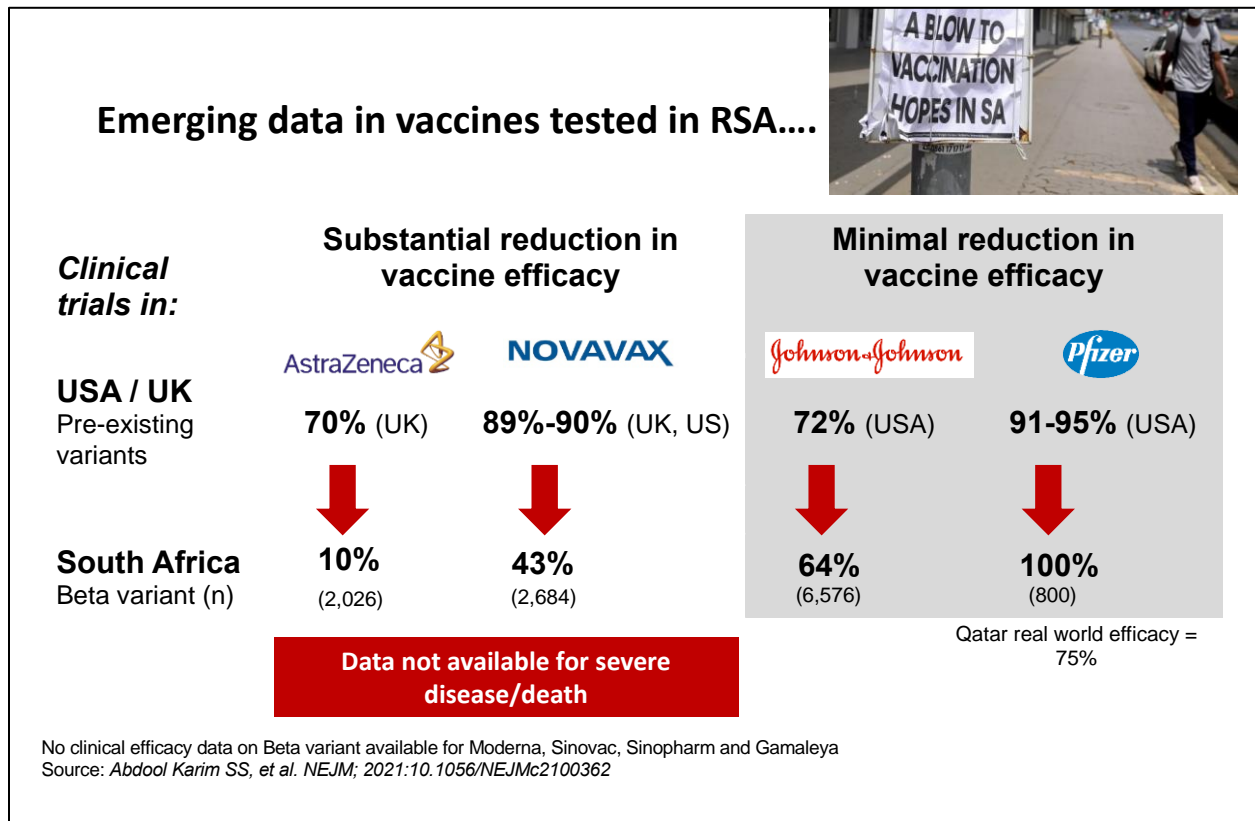 A BLOW TO
VACCINATION
HOPES IN SA
Emerging data in vaccines tested in RSA....
Clinical
trials in:
Substantial reduction in
vaccine efficacy
Minimal reduction in
vaccine efficacy
AstraZeneca
NOVAVAX
Johnson & Johnson
Pfizer
USA / UK
Pre-existing
variants
70% (UK)
89%-90% (UK, US)
72% (USA)
91-95% (USA)
South Africa
Beta variant (n)
10%
(2,026)
43%
(2,684)
64%
(6,576)
100%
(800)
Qatar real world efficacy =
75%
Data not available for severe
disease/death
No clinical efficacy data on Beta variant available for Moderna, Sinovac, Sinopharm and Gamaleya
Source: Abdool Karim SS, et al. NEJM; 2021:10.1056/NEJMc2100362